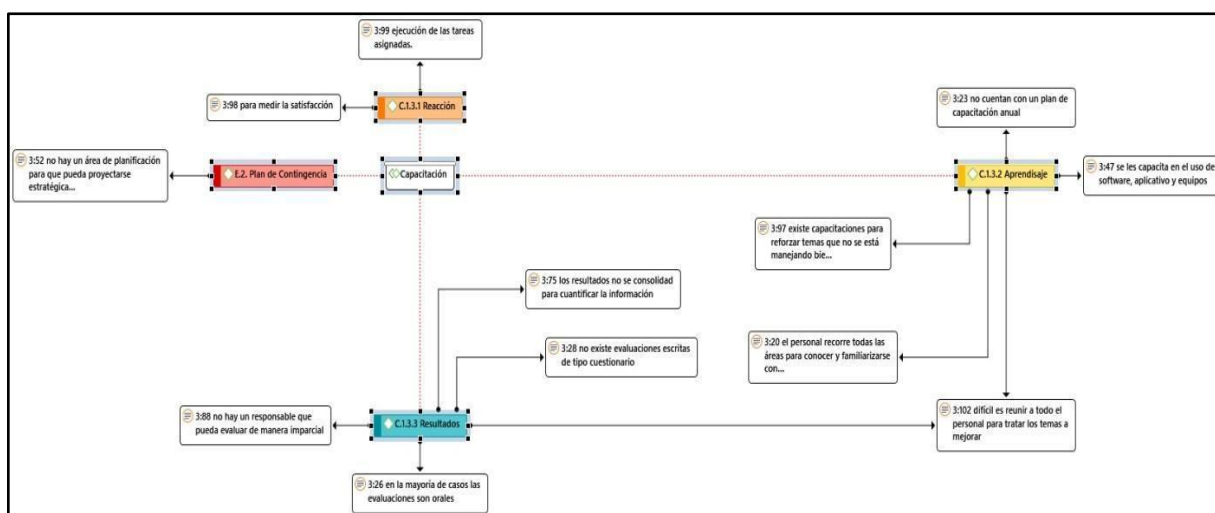 3:99 ejecución de las tareas
asignadas.
3:98 para medir la satisfacción
C.1.3.1 Reacción
3:23 no cuentan con un plan de
capacitación anual
3:52 no hay un área de planificación
para que pueda proyectarse
estratégica...
E.2. Plan de Contingencia
Capacitación
C.1.3.2 Aprendisaje
3:47 se les capacita en el uso de
software, aplicativo y equipos
3:97 existe capacitaciones para
reforzar temas que no se está
manejando bie...
3:75 los resultados no se consolidad
para cuantificar la información
3:28 no existe evaluaciones escritas
de tipo cuestionario
3:20 el personal recorre todas las
áreas para conocer y familiarizarse
con...
3:88 no hay un responsable que
pueda evaluar de manera imparcial
C.1.3.3 Resultados
3:102 difícil es reunir a todo el
personal para tratar los temas a
mejorar
3:26 en la mayoría de casos las
evaluaciones son orales